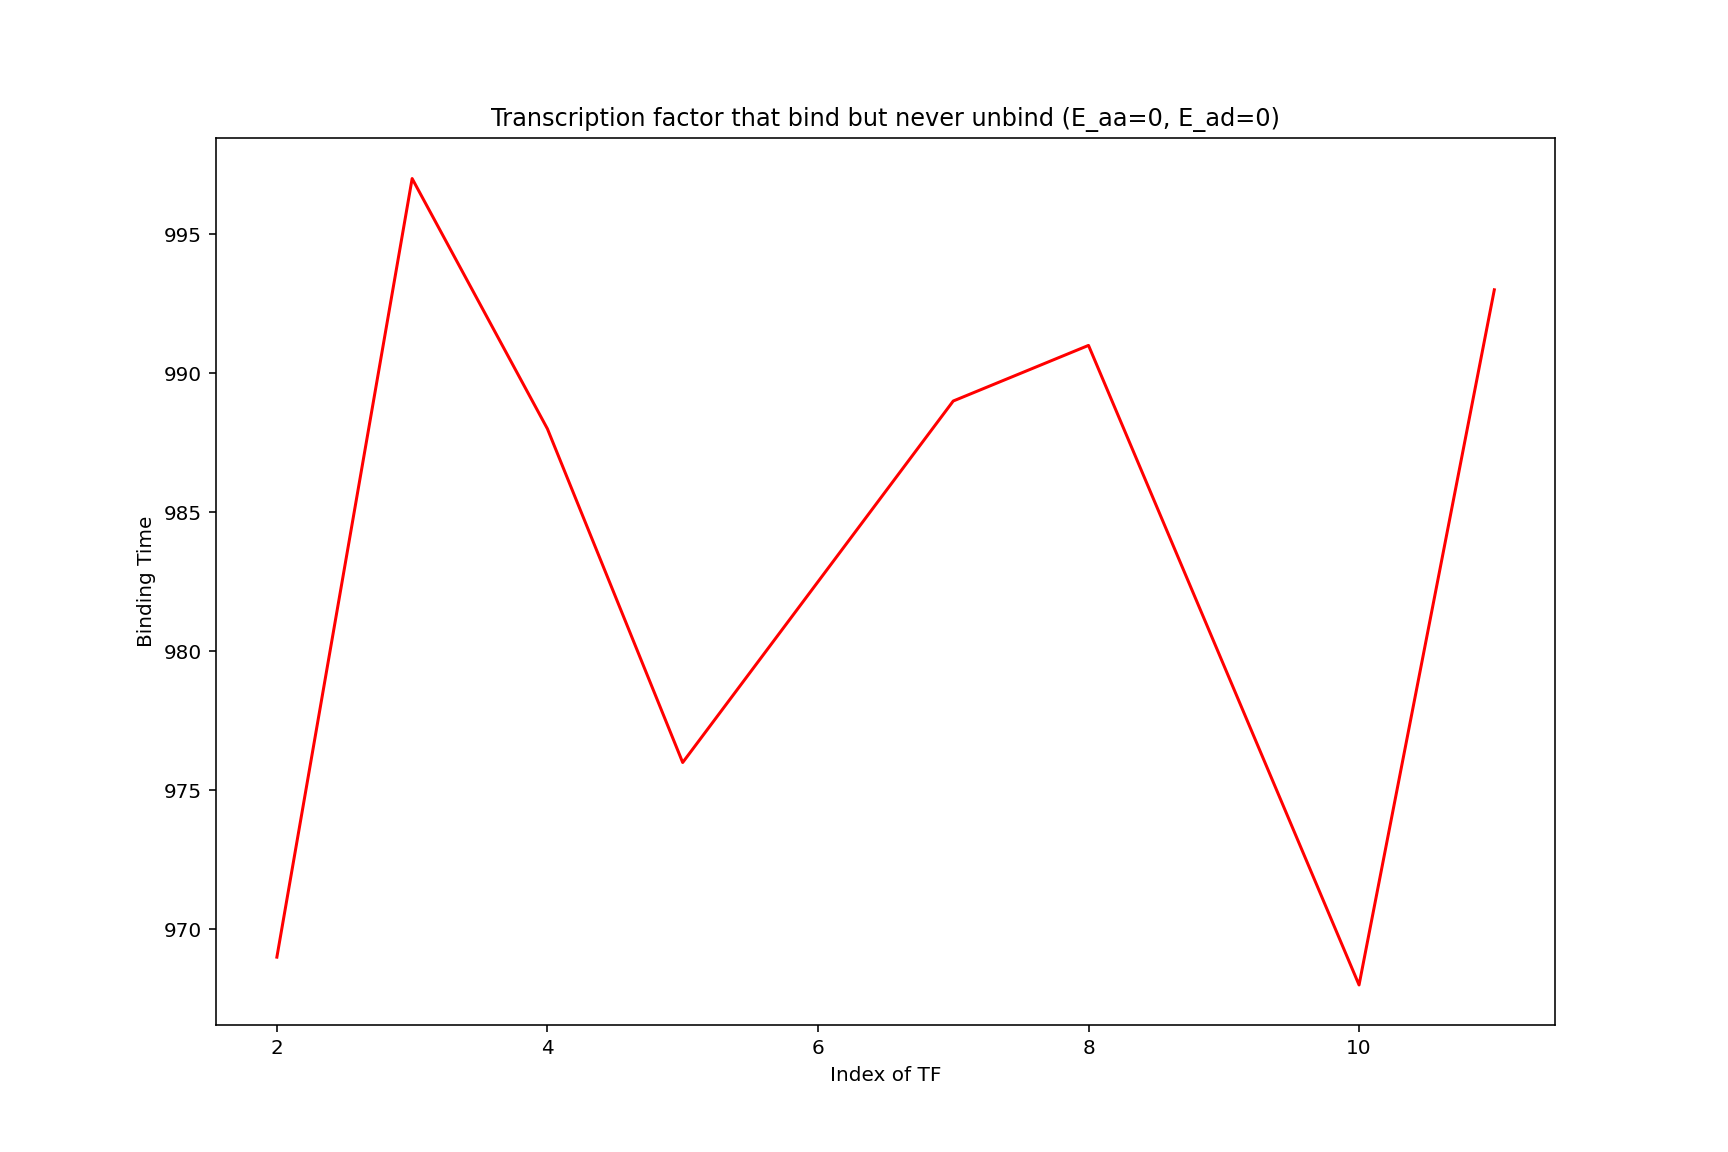 Transcription factor that bind but never unbind (E_aa=0, E_ad=0)
995
990
985
980
975
970
Binding Time
2 4 6 8 10
Index of TF